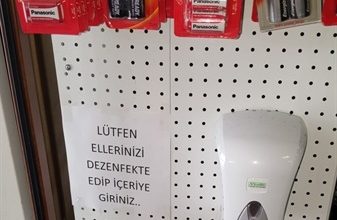 Panasonic
Panasonic
LÜTFEN
ELLERİNİZİ
DEZENFEKTE
EDİP İÇERİYE
GİRİNİZ..